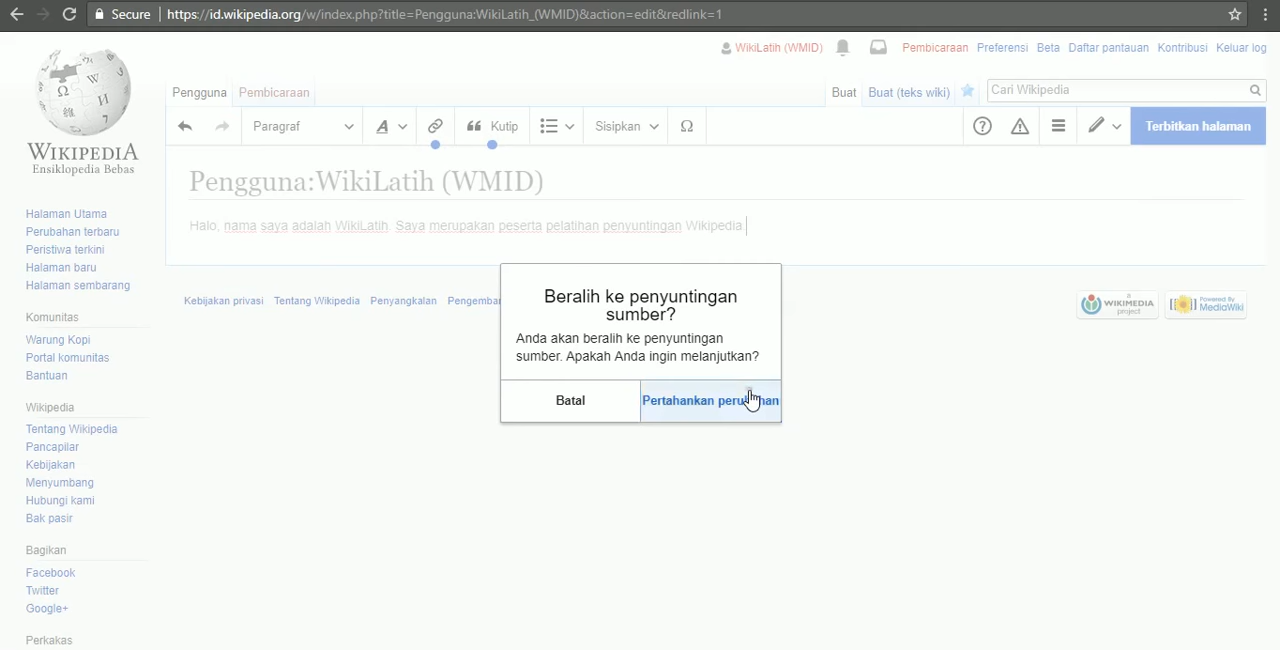 Secure
https://id.wikipedia.org/w/index.php?title=Pengguna:WikiLatih_(WMID)&action=edit&redlink=1
WikiLatih (WMID) Pembicaraan Preferensi Beta Daftar pantauan Kontribusi Keluar log
Pengguna Pembicaraan Buat Buat (teks wiki) Cari Wikipedia
Paragraf A Kutip Sisipkan Ω Terbitkan halaman
WIKIPEDIA
Ensiklopedia Bebas
Pengguna:WikiLatih (WMID)
Halo, nama saya adalah WikiLatih. Saya merupakan peserta pelatihan penyuntingan Wikipedia
Halaman Utama
Perubahan terbaru
Peristiwa terkini
Halaman baru
Halaman sembarang
Komunitas
Warung Kopi
Portal komunitas
Bantuan
Wikipedia
Tentang Wikipedia
Pancapilar
Kebijakan
Menyumbang
Hubungi kami
Bak pasir
Bagikan
Facebook
Twitter
Google+
Perkakas
Kebijakan privasi Tentang Wikipedia Penyangkalan
a WIKIMEDIA project
Powered By MediaWiki
Beralih ke penyuntingan
sumber?
Anda akan beralih ke penyuntingan
sumber. Apakah Anda ingin melanjutkan?
Batal Pertahankan